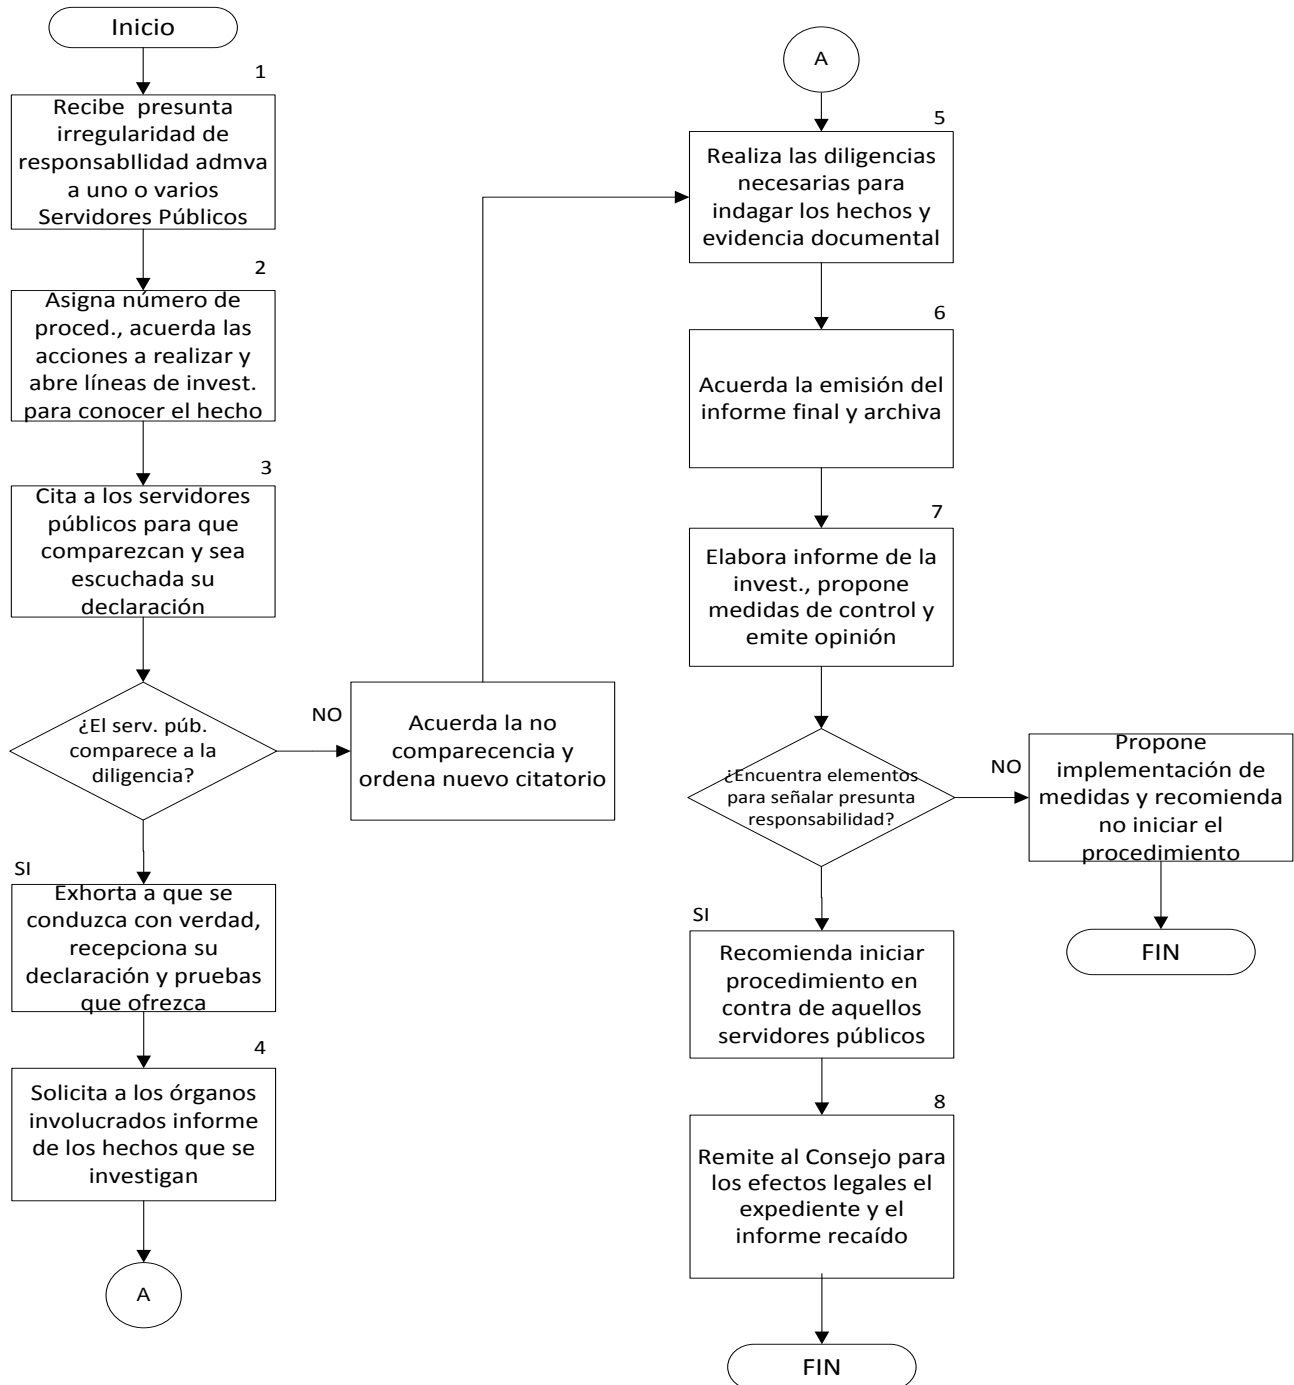 Inicio
1
Recibe presunta
irregularidad de
responsabIlidad admva
a uno o varios
Servidores Públicos
2
Asigna número de
proced., acuerda las
acciones a realizar y
abre líneas de invest.
para conocer el hecho
3
Cita a los servidores
públicos para que
comparezcan y sea
escuchada su
declaración
¿El serv. púb.
comparece a la
diligencia?
NO
Acuerda la no
comparecencia y
ordena nuevo citatorio
SI
Exhorta a que se
conduzca con verdad,
recepciona su
declaración y pruebas
que ofrezca
4
Solicita a los órganos
involucrados informe
de los hechos que se
investigan
A
A
5
Realiza las diligencias
necesarias para
indagar los hechos y
evidencia documental
6
Acuerda la emisión del
informe final y archiva
7
Elabora informe de la
invest., propone
medidas de control y
emite opinión
¿Encuentra elementos
para señalar presunta
responsabilidad?
NO
Propone
implementación de
medidas y recomienda
no iniciar el
procedimiento
FIN
SI
Recomienda iniciar
procedimiento en
contra de aquellos
servidores públicos
8
Remite al Consejo para
los efectos legales el
expediente y el
informe recaído
FIN